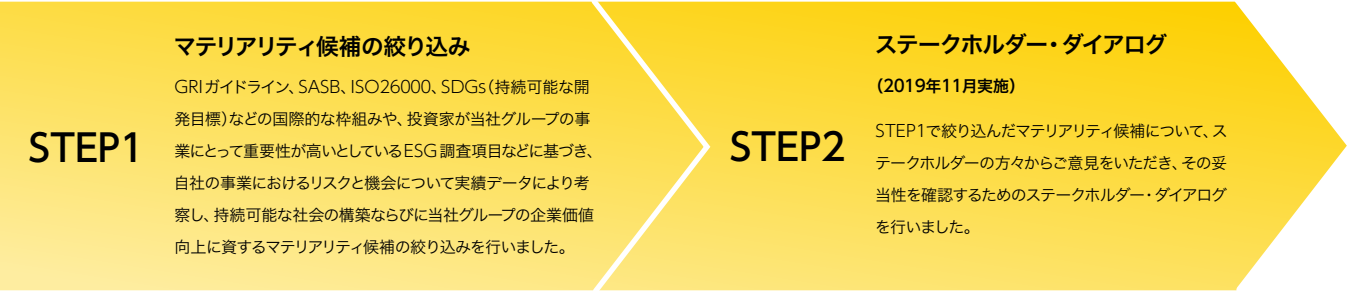 STEP1
マテリアリティ候補の絞り込み
GRIガイドライン、SASB、ISO26000、SDGs（持続可能な開
発目標）などの国際的な枠組みや、投資家が当社グループの事
業にとって重要性が高いとしているESG調査項目などに基づき、
自社の事業におけるリスクと機会について実績データにより考
察し、持続可能な社会の構築ならびに当社グループの企業価値
向上に資するマテリアリティ候補の絞り込みを行いました。
STEP2
ステークホルダー・ダイアログ
（2019年11月実施）
STEP1で絞り込んだマテリアリティ候補について、ス
テークホルダーの方々からご意見をいただき、その妥
当性を確認するためのステークホルダー・ダイアログ
を行いました。